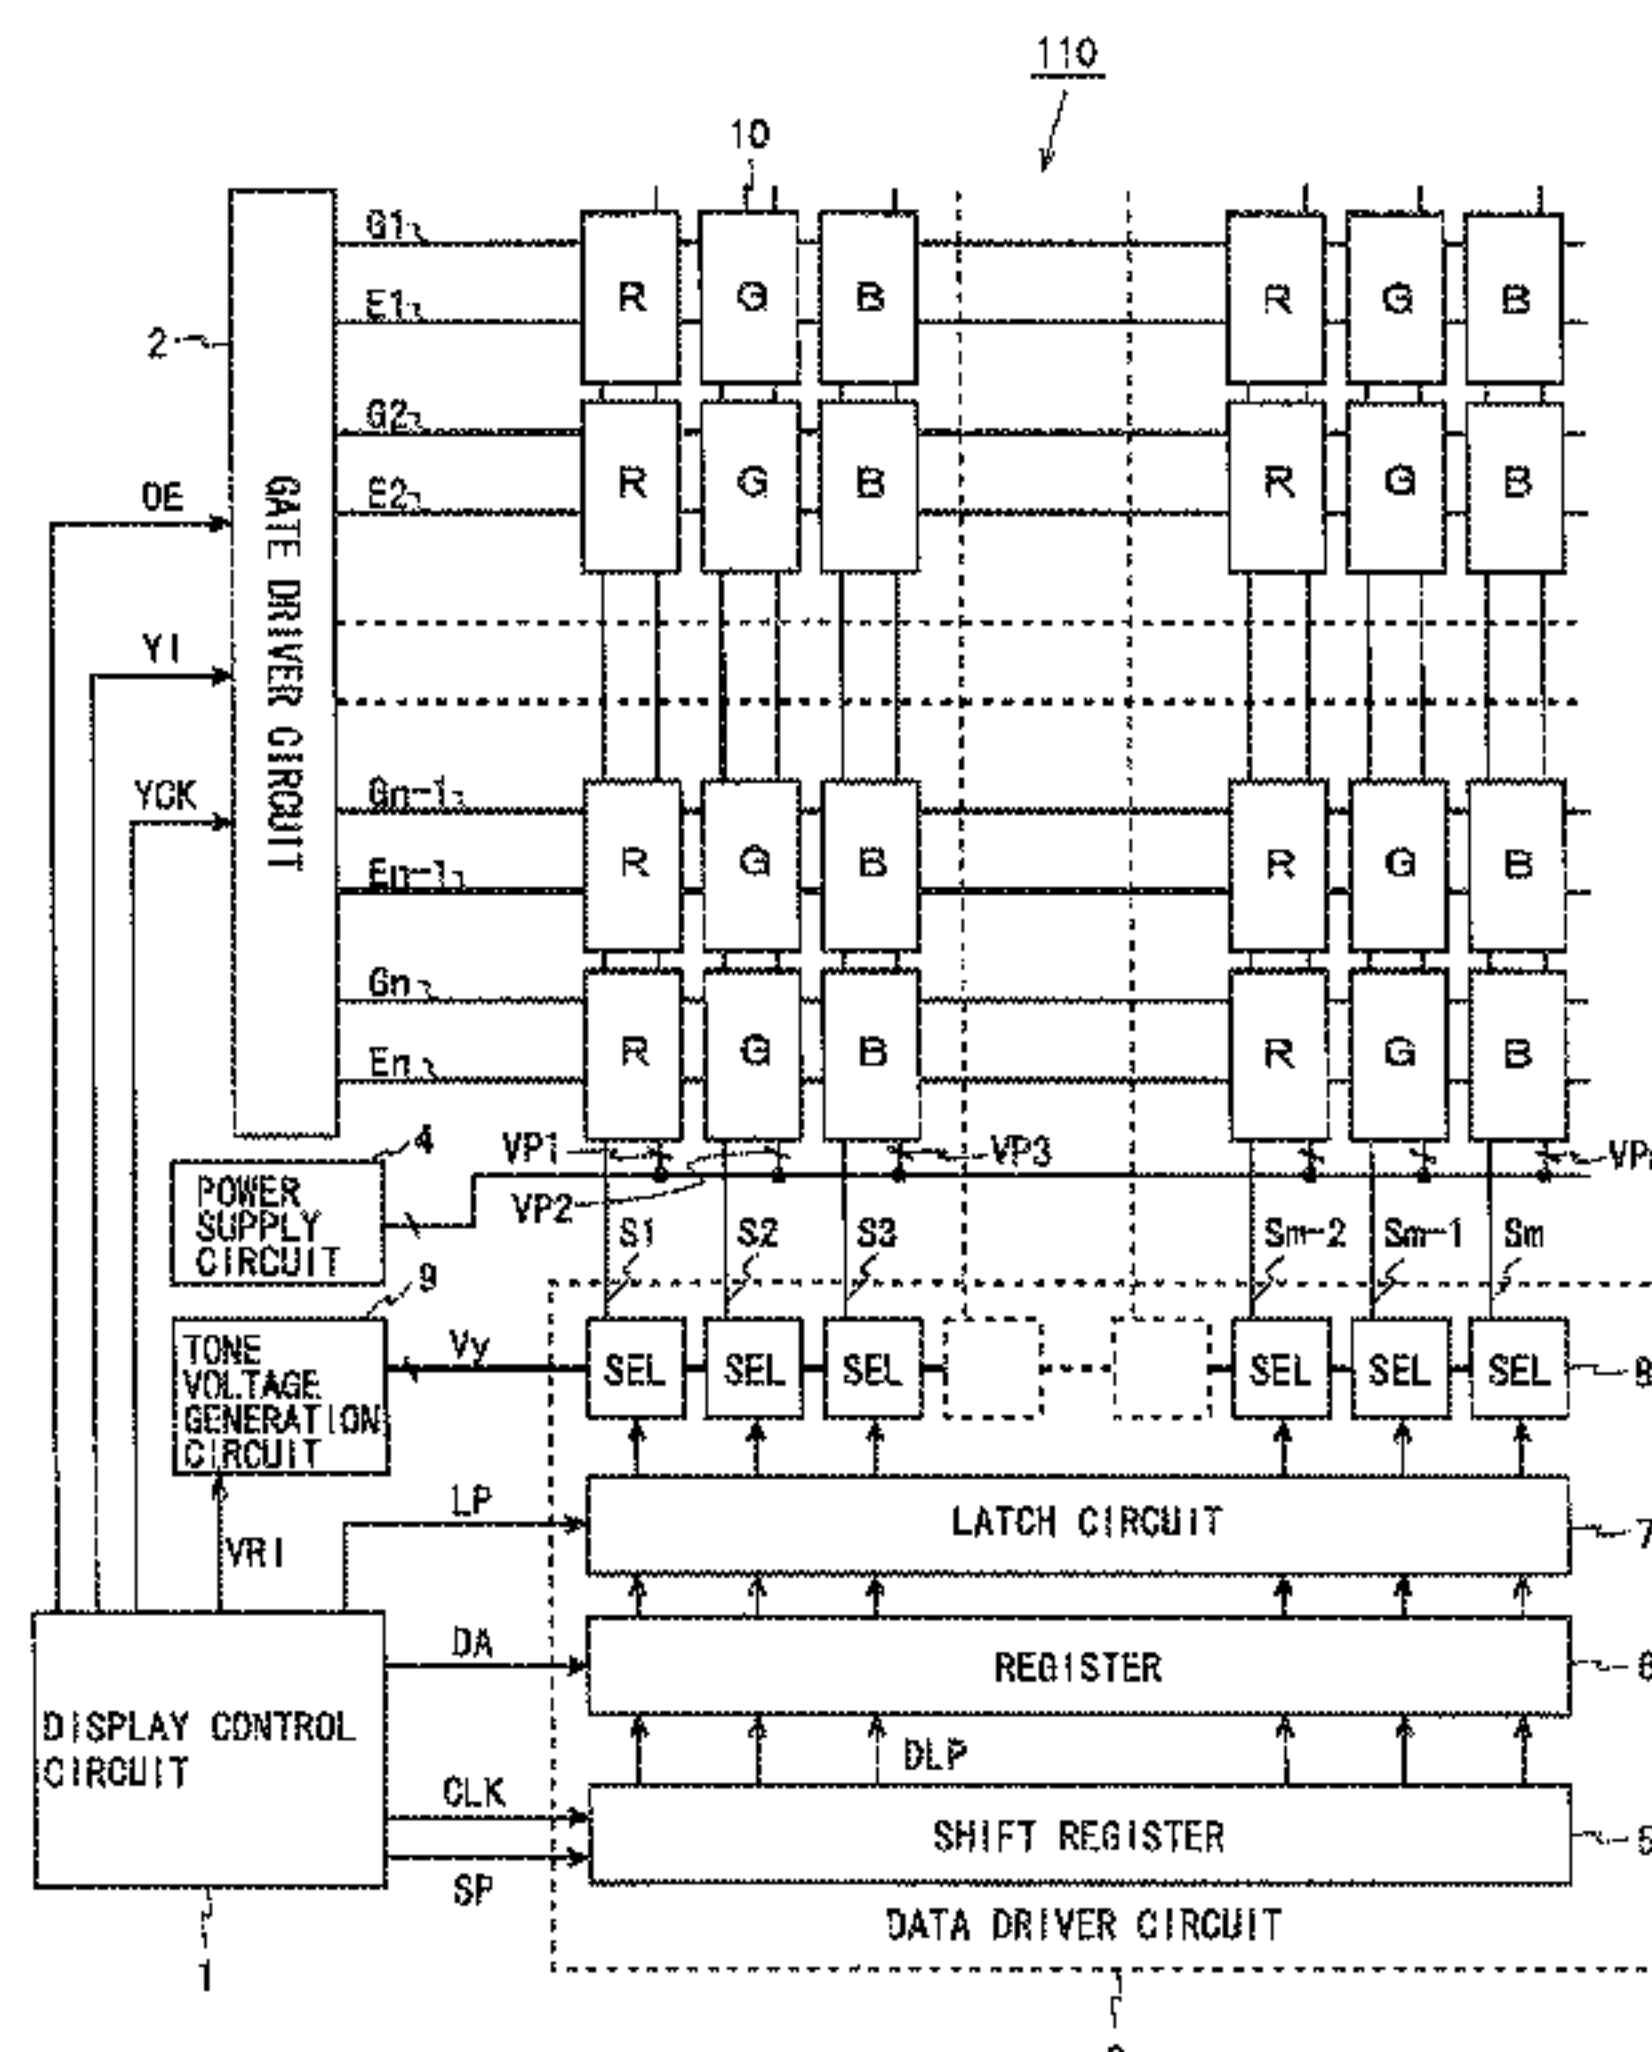 110
10
G1
R G B R G B
E1
2
G2
R G B R G B
E2
OE
GATE DRIVER CIRCUIT
YI
YCK
Gn-1
R G B R G B
En-1
Gn
R G B R G B
En
4
VP1 VP3
POWER
SUPPLY
CIRCUIT
VP2
S1 S2 S3 Sm-2 Sm-1 Sm
9
TONE
VOLTAGE
GENERATION
CIRCUIT
Vy
SEL SEL SEL SEL SEL SEL
LP
LATCH CIRCUIT
7
VRI
DA
REGISTER
6
DISPLAY CONTROL
CIRCUIT
DLP
CLK
SHIFT REGISTER
5
SP
DATA DRIVER CIRCUIT
1